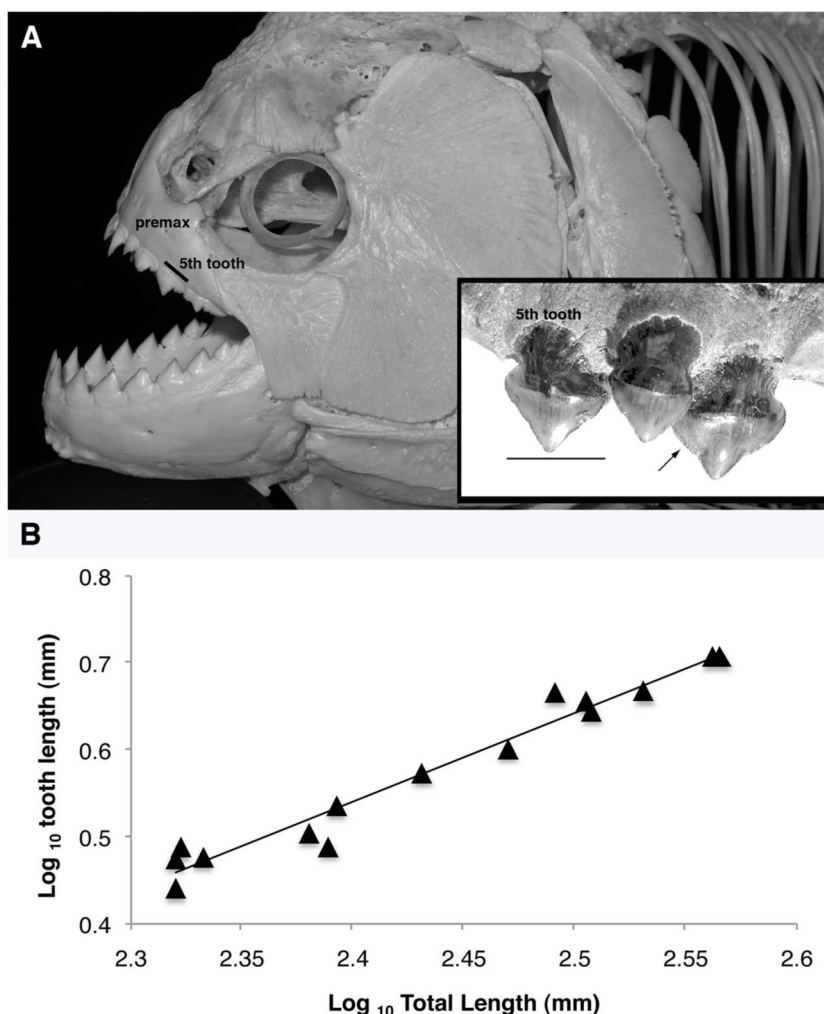 A
premax
5th tooth
5th tooth
B
0.8
0.7
0.6
0.5
0.4
Log 10 tooth length (mm)
2.3 2.35 2.4 2.45 2.5 2.55 2.6
Log 10 Total Length (mm)